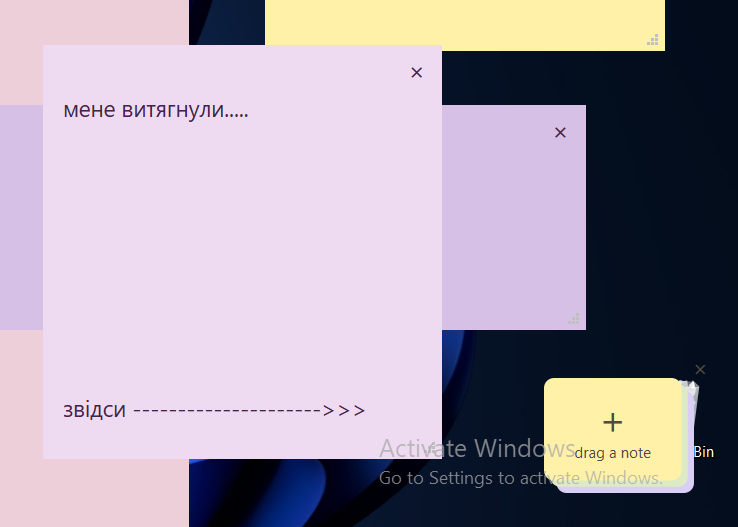 мене витягнули.....
звідси --------------------->>>
+
drag a note
Bin
Activate Windows
Go to Settings to activate Windows.